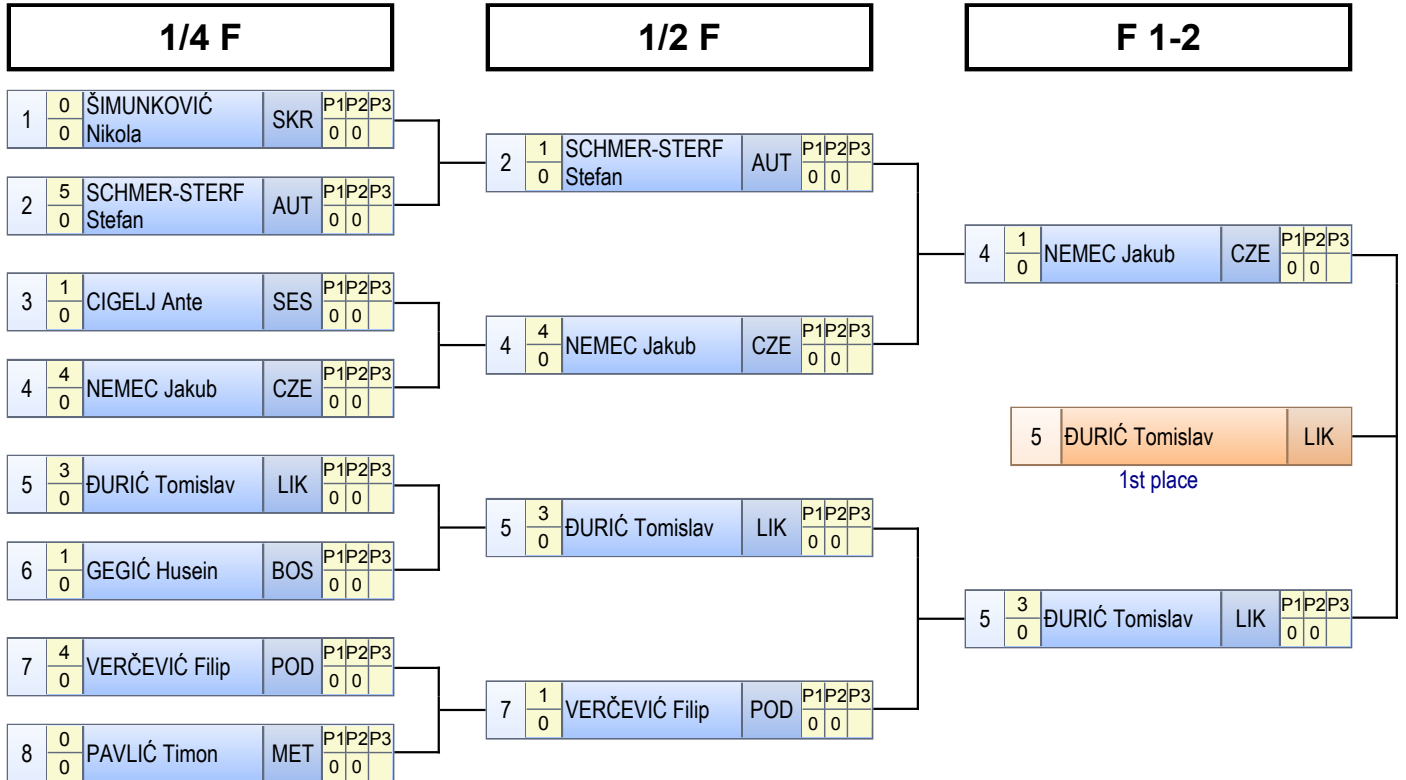 1/4 F
1/2 F
F 1-2
1 0 ŠIMUNKOVIĆ SKR P1 P2 P3
0 Nikola 0 0
2 5 SCHMER-STERF AUT P1 P2 P3
0 Stefan 0 0
3 1 CIGELJ Ante SES P1 P2 P3
0 0 0
4 4 NEMEC Jakub CZE P1 P2 P3
0 0 0
5 3 ĐURIĆ Tomislav LIK P1 P2 P3
0 0 0
6 1 GEGIĆ Husein BOS P1 P2 P3
0 0 0
7 4 VERČEVIĆ Filip POD P1 P2 P3
0 0 0
8 0 PAVLIĆ Timon MET P1 P2 P3
0 0 0
2 1 SCHMER-STERF AUT P1 P2 P3
0 Stefan 0 0
4 4 NEMEC Jakub CZE P1 P2 P3
0 0 0
5 3 ĐURIĆ Tomislav LIK P1 P2 P3
0 0 0
7 1 VERČEVIĆ Filip POD P1 P2 P3
0 0 0
4 1 NEMEC Jakub CZE P1 P2 P3
0 0 0
5 ĐURIĆ Tomislav LIK
1st place
5 3 ĐURIĆ Tomislav LIK P1 P2 P3
0 0 0